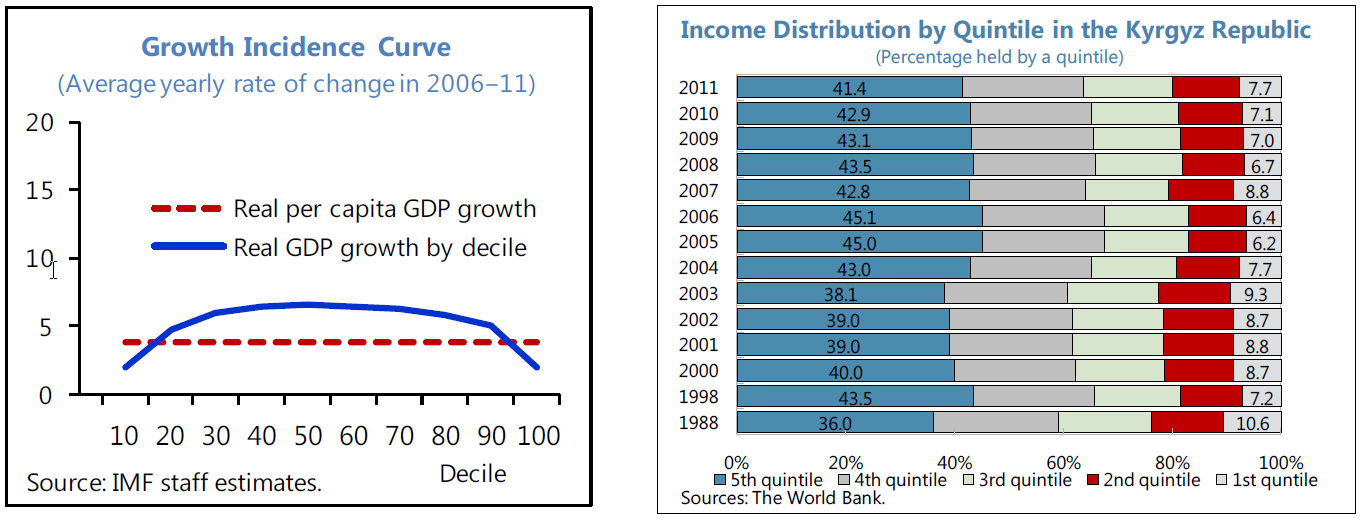 Growth Incidence Curve
(Average yearly rate of change in 2006–11)
20
15
10
5
0
Real per capita GDP growth
Real GDP growth by decile
10 20 30 40 50 60 70 80 90 100
Decile
Source: IMF staff estimates.
Income Distribution by Quintile in the Kyrgyz Republic
(Percentage held by a quintile)
2011 41.4 7.7
2010 42.9 7.1
2009 43.1 7.0
2008 43.5 6.7
2007 42.8 8.8
2006 45.1 6.4
2005 45.0 6.2
2004 43.0 7.7
2003 38.1 9.3
2002 39.0 8.7
2001 39.0 8.8
2000 40.0 8.7
1998 43.5 7.2
1988 36.0 10.6
0% 20% 40% 60% 80% 100%
5th quintile 4th quintile 3rd quintile 2nd quintile 1st quntile
Sources: The World Bank.